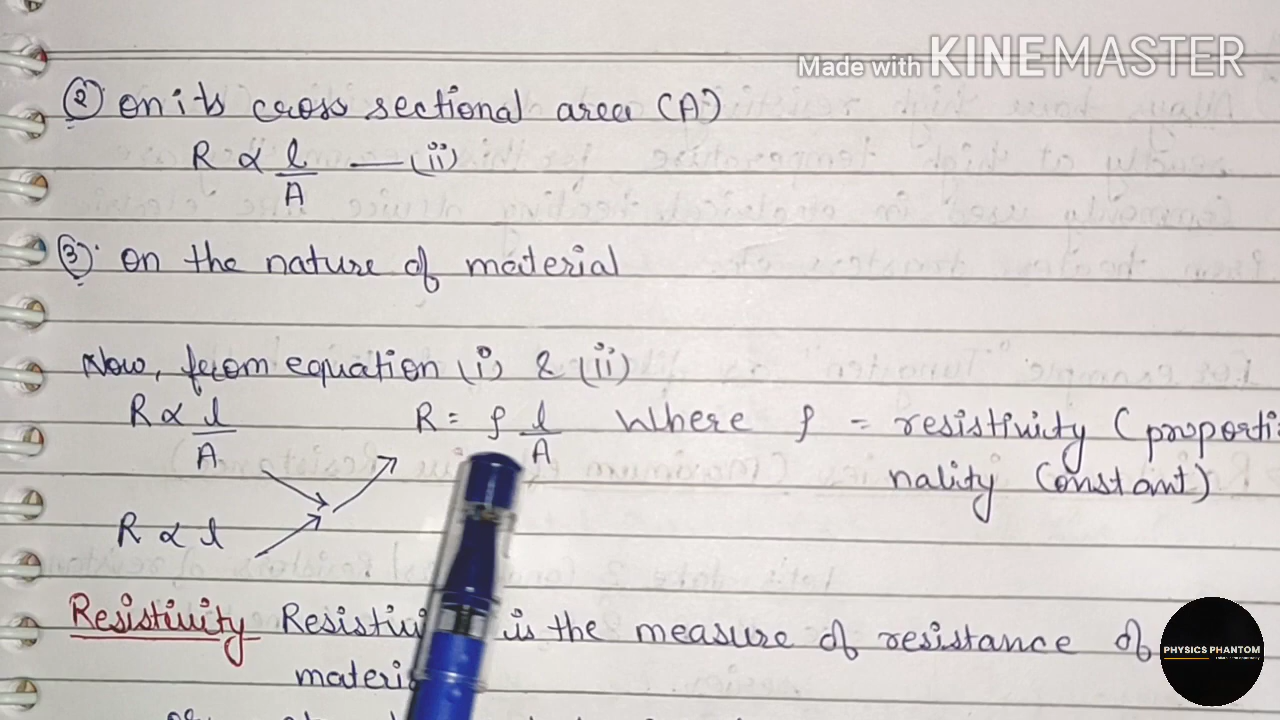 Made with KINEMASTER
② on its cross sectional area (A)
R ∝ l/A —(ii)
③ on the nature of material
Now, from equation (i) & (ii)
R ∝ l/A R = ρ l/A Where ρ = resistivity (proporti
nality Constant)
R ∝ l
Resistivity Resistivi is the measure of resistance of
materi
PHYSICS PHANTOM